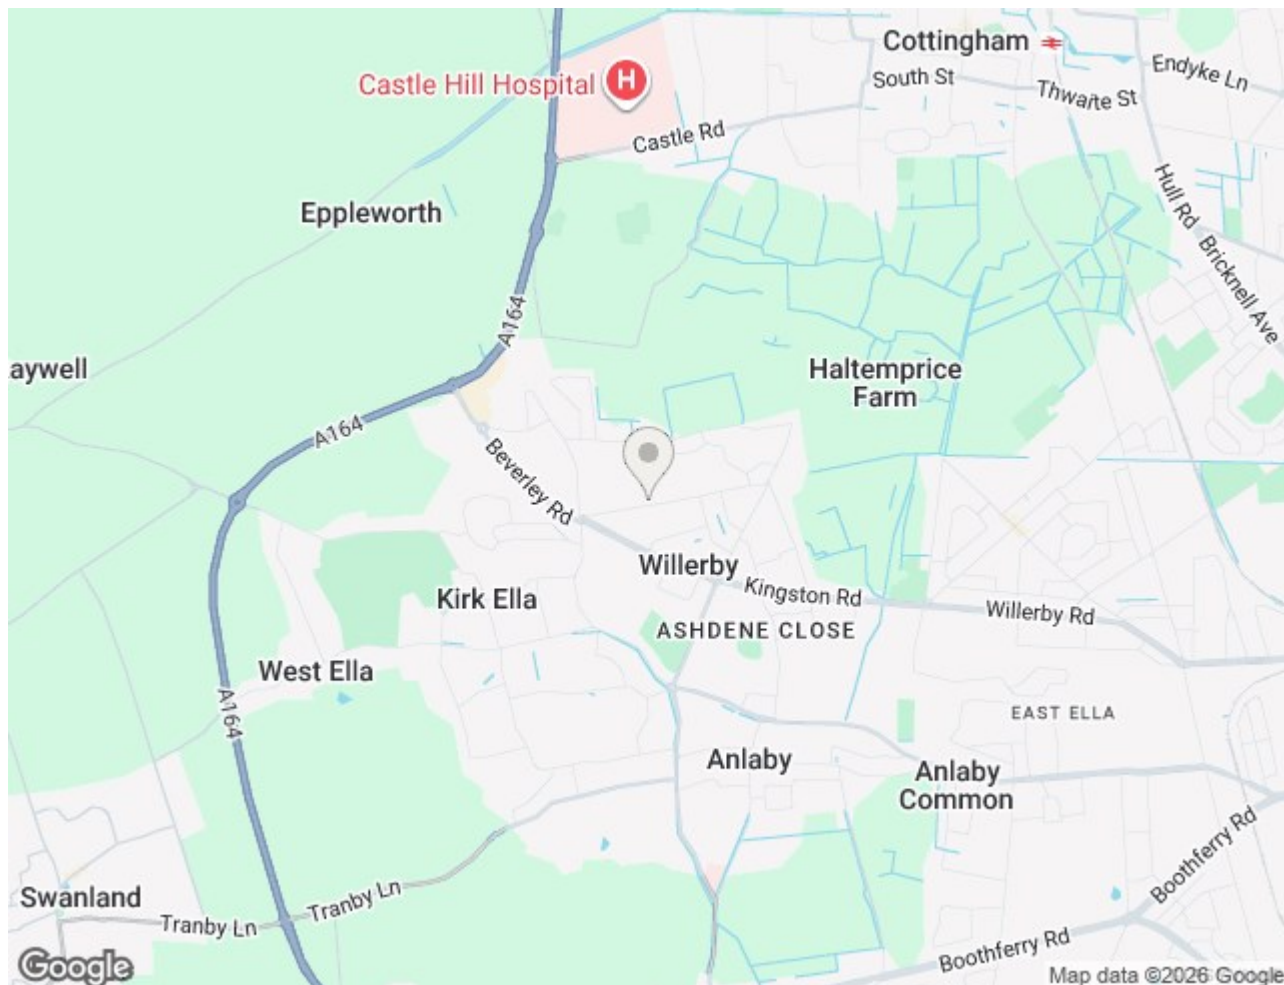 Cottingham
Endyke Ln
South St
Castle Hill Hospital H
Thwaite St
Castle Rd
Hull Rd
Eppleworth
Bricknell Ave
A164
aywell
Haltemprice
Farm
A164
Beverley Rd
Willerby
Kingston Rd
Kirk Ella
Willerby Rd
ASHDENE CLOSE
West Ella
A164
EAST ELLA
Anlaby
Anlaby
Common
Boothferry Rd
Swanland
Tranby Ln
Tranby Ln
Boothferry Rd
Google
Map data ©2026 Google